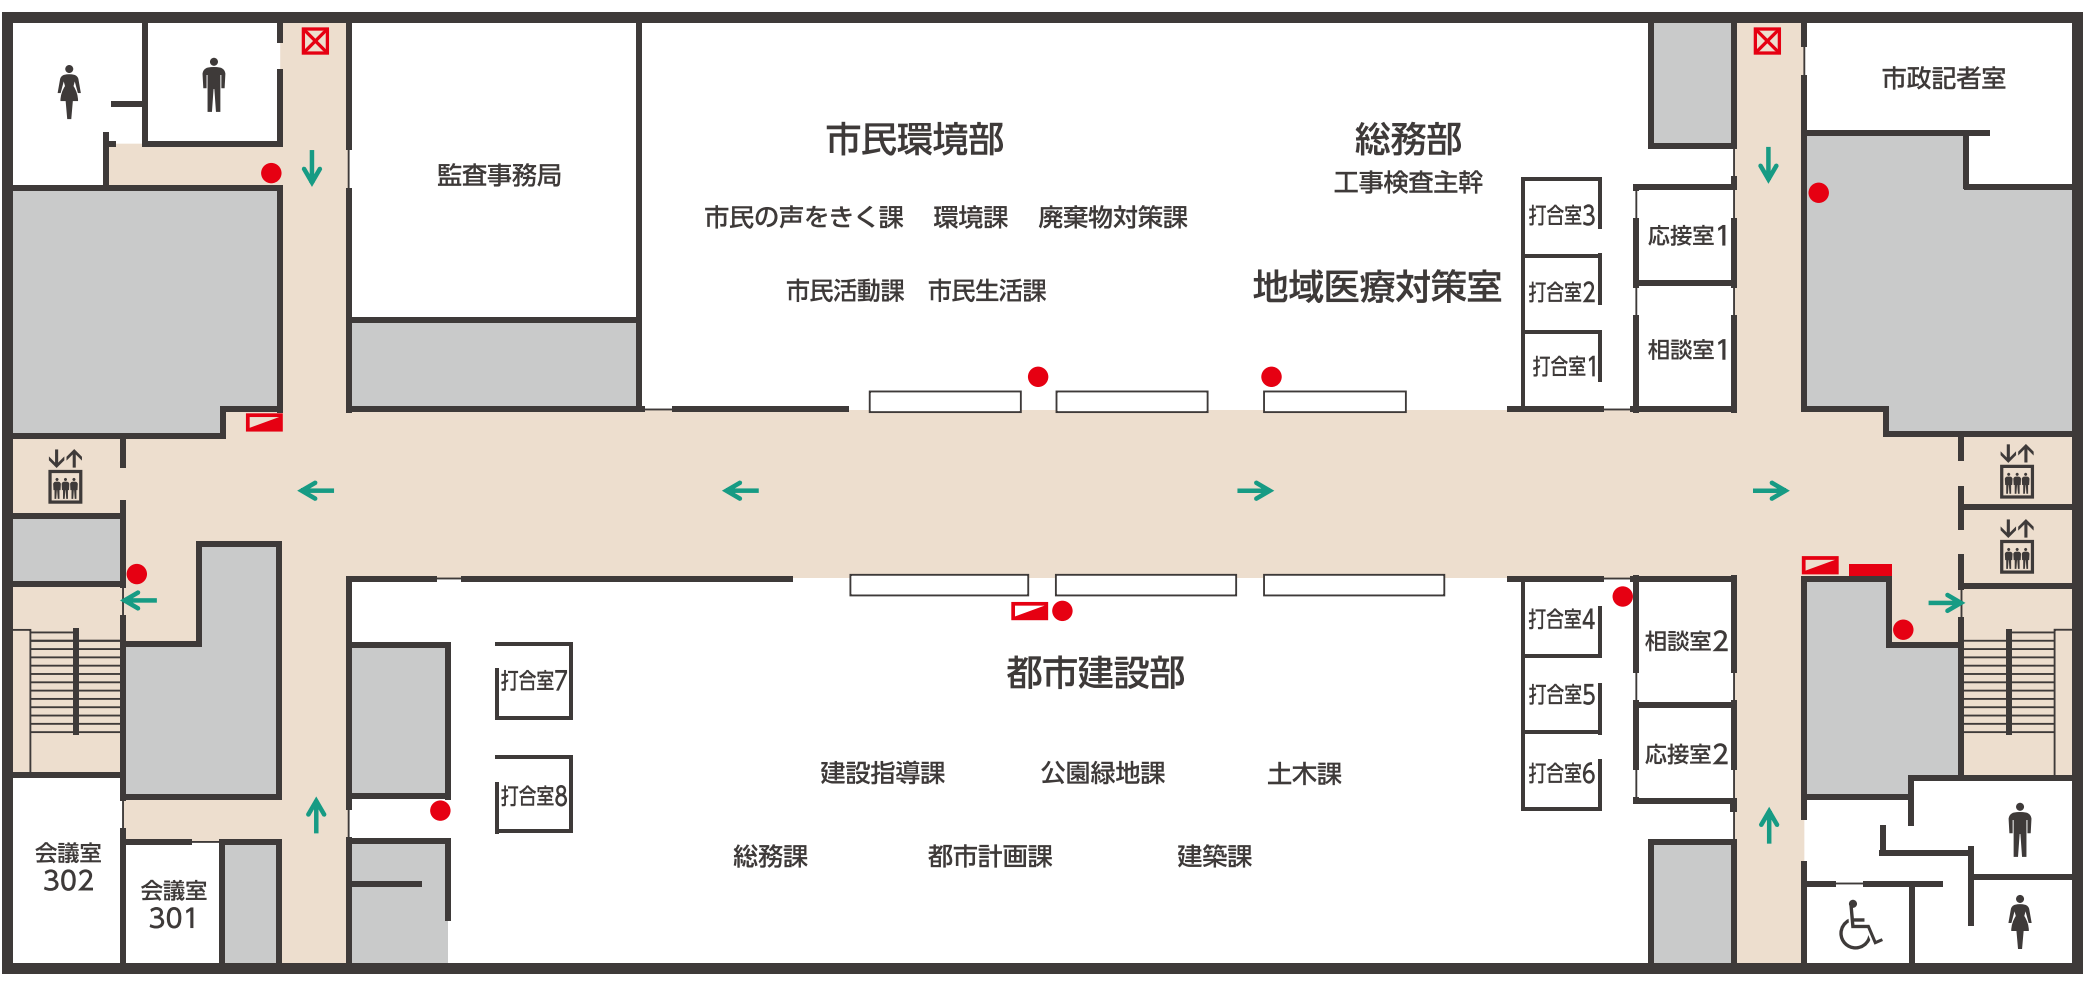 市政記者室
市民環境部
総務部
監査事務局
工事検査主幹
市民の声をきく課
環境課
廃棄物対策課
打合室3
応接室1
市民活動課
市民生活課
地域医療対策室
打合室2
相談室1
打合室1
打合室4
相談室2
都市建設部
打合室7
打合室5
応接室2
建設指導課
公園緑地課
土木課
打合室6
打合室8
会議室
302
総務課
都市計画課
建築課
会議室
301